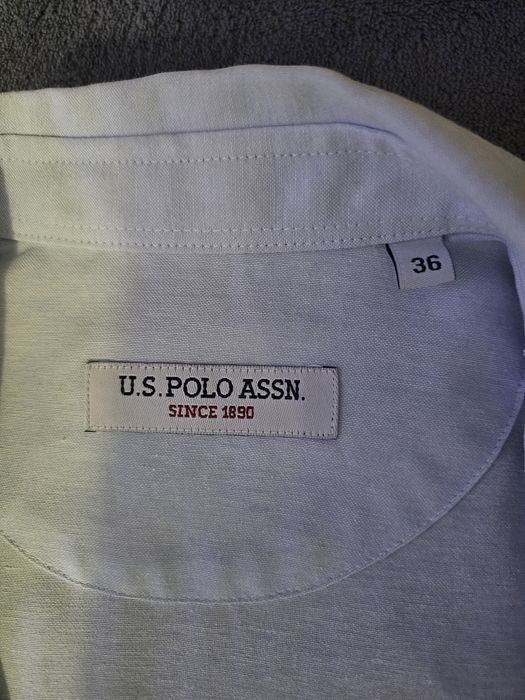 36
U.S. POLO ASSN.
SINCE 1890